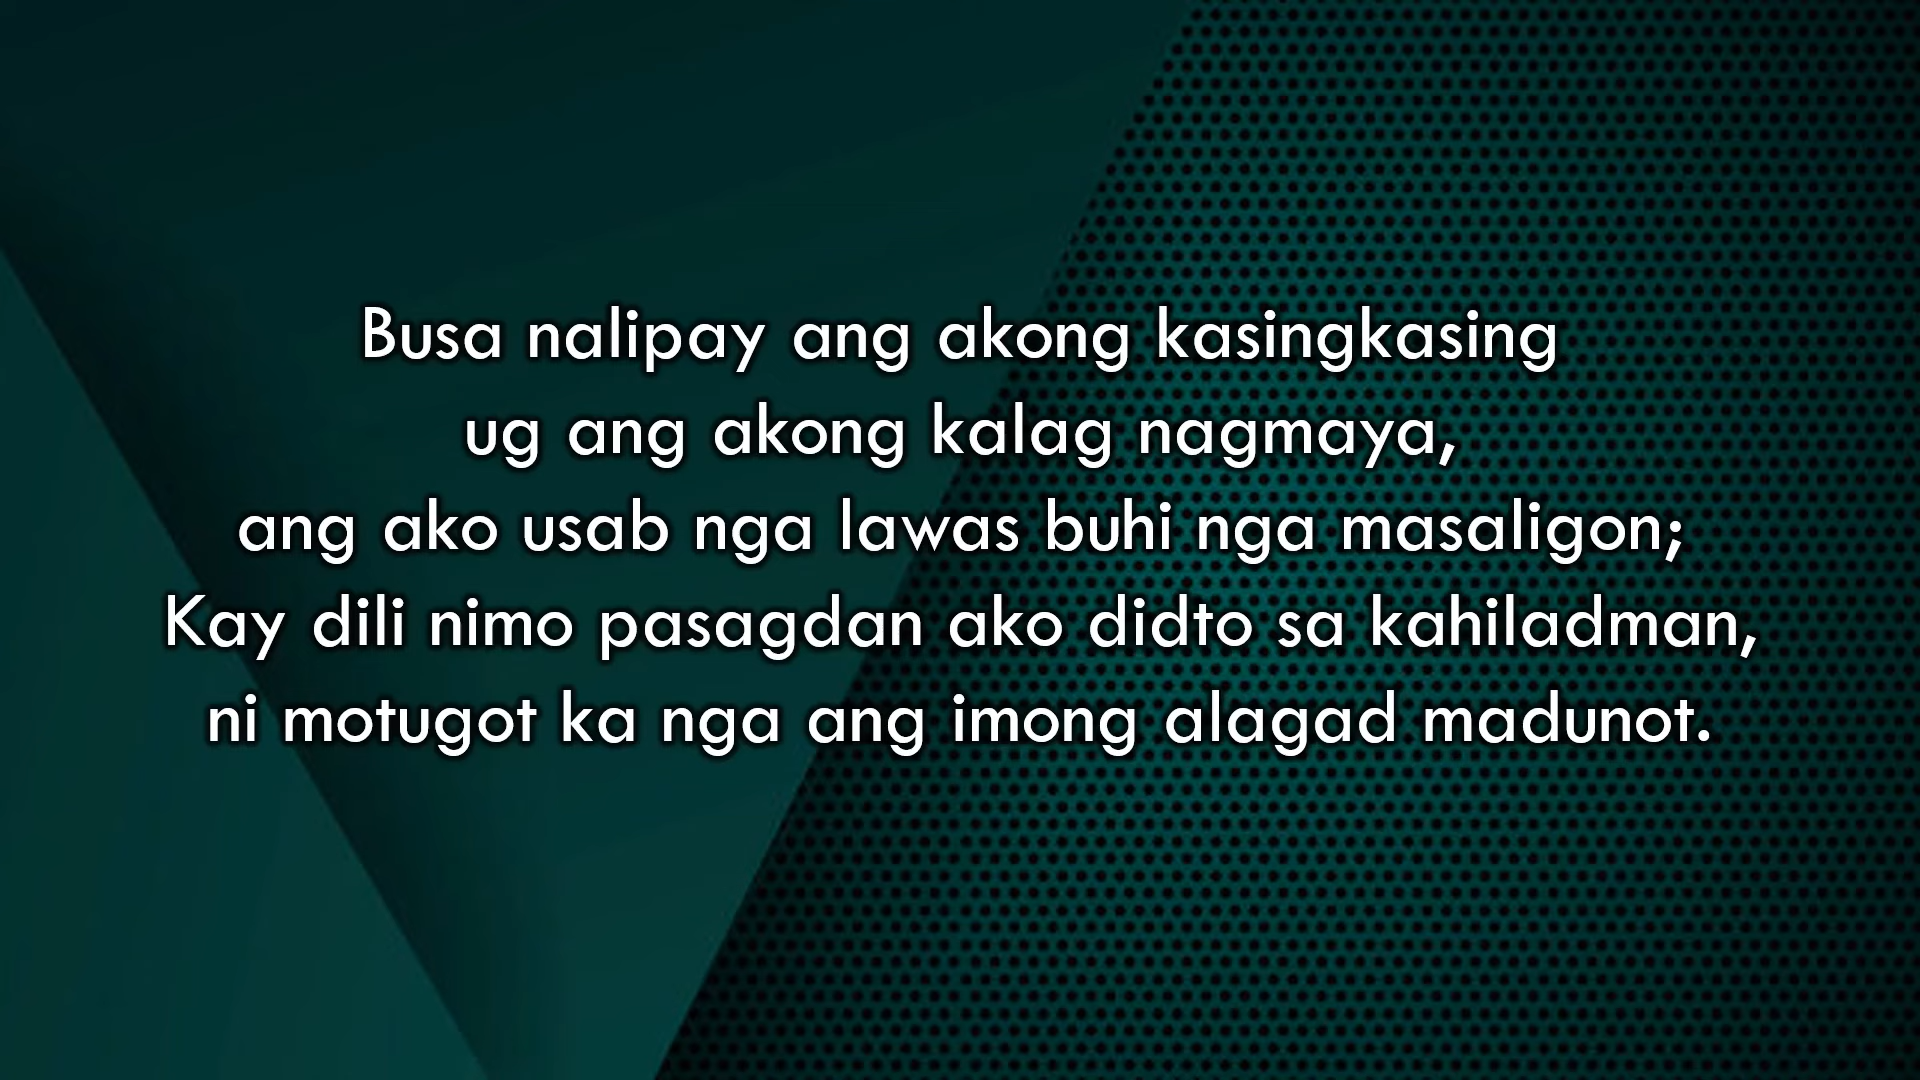 Busa nalipay ang akong kasingkasing
ug ang akong kalag nagmaya,
ang ako usab nga lawas buhi nga masaligon;
Kay dili nimo pasagdan ako didto sa kahiladman,
ni motugot ka nga ang imong alagad madunot.